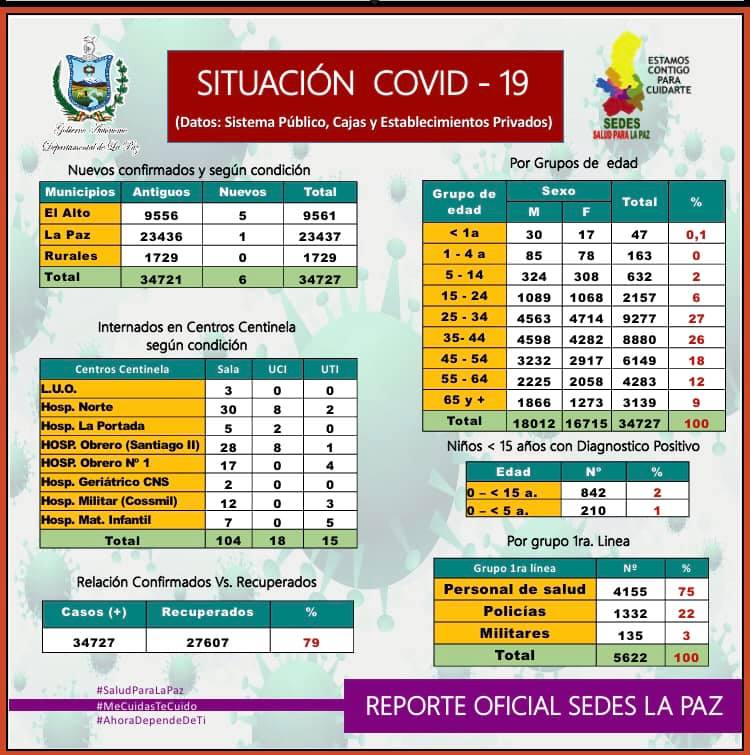 Gobierno Autónomo
Departamental de La Paz
SITUACIÓN COVID - 19
(Datos: Sistema Público, Cajas y Establecimientos Privados)
ESTAMOS
CONTIGO
PARA
CUIDARTE
SEDES
SALUD PARA LA PAZ
Nuevos confirmados y según condición
Municipios Antiguos Nuevos Total
El Alto 9556 5 9561
La Paz 23436 1 23437
Rurales 1729 0 1729
Total 34721 6 34727
Internados en Centros Centinela
según condición
Centros Centinela Sala UCI UTI
L.U.O. 3 0 0
Hosp. Norte 30 8 2
Hosp. La Portada 5 2 0
HOSP. Obrero (Santiago II) 28 8 1
HOSP. Obrero Nº 1 17 0 4
Hosp. Geriátrico CNS 2 0 0
Hosp. Militar (Cossmil) 12 0 3
Hosp. Mat. Infantil 7 0 5
Total 104 18 15
Relación Confirmados Vs. Recuperados
Casos (+) Recuperados %
34727 27607 79
Por Grupos de edad
Grupo de
edad
Sexo
M F
Total
%
< 1a 30 17 47 0,1
1 - 4 a 85 78 163 0
5 - 14 324 308 632 2
15 - 24 1089 1068 2157 6
25 - 34 4563 4714 9277 27
35- 44 4598 4282 8880 26
45 - 54 3232 2917 6149 18
55 - 64 2225 2058 4283 12
65 y + 1866 1273 3139 9
Total 18012 16715 34727 100
Niños < 15 años con Diagnostico Positivo
Edad Nº %
0 – < 15 a. 842 2
0 – < 5 a. 210 1
Por grupo 1ra. Linea
Grupo 1ra línea Nº %
Personal de salud 4155 75
Policías 1332 22
Militares 135 3
Total 5622 100
#SaludParaLaPaz
#MeCuidasTeCuido
#AhoraDependeDeTi
REPORTE OFICIAL SEDES LA PAZ